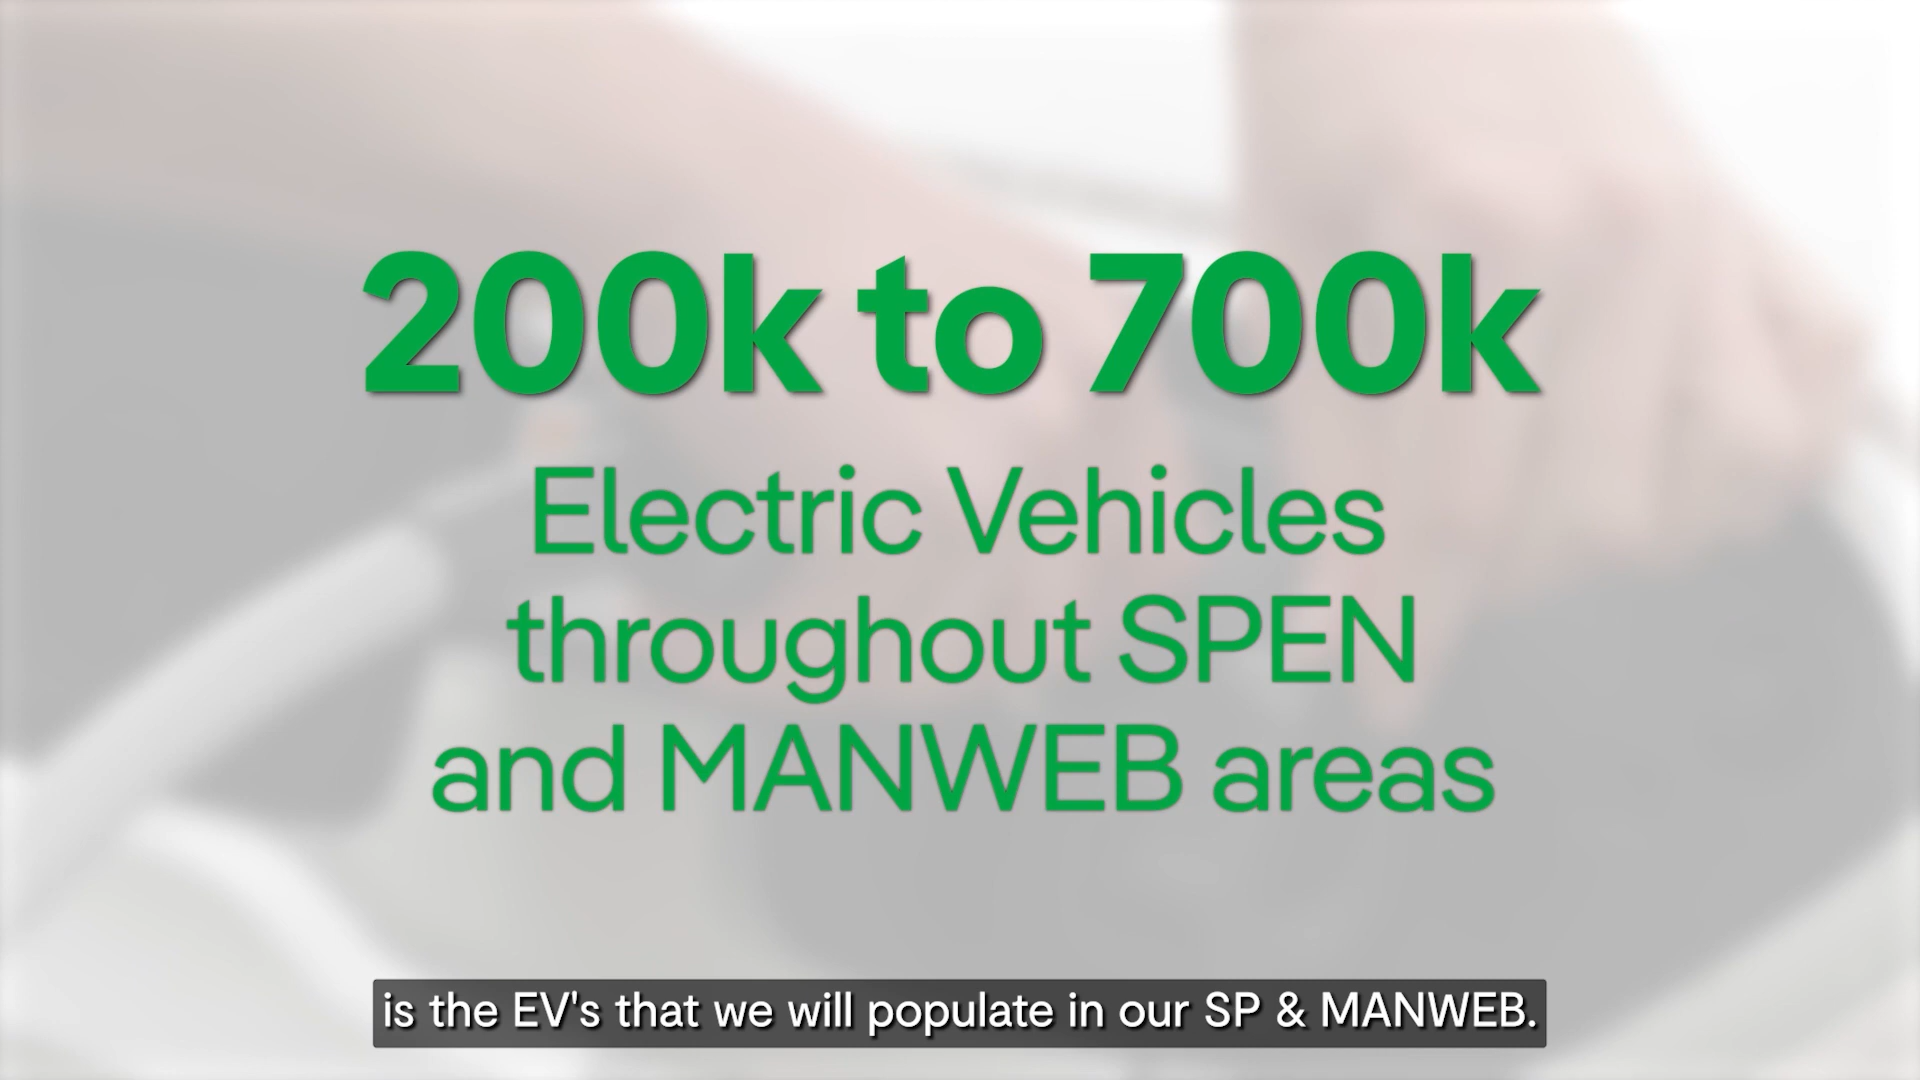 200k to 700k
Electric Vehicles
throughout SPEN
and MANWEB areas
is the EV's that we will populate in our SP & MANWEB.